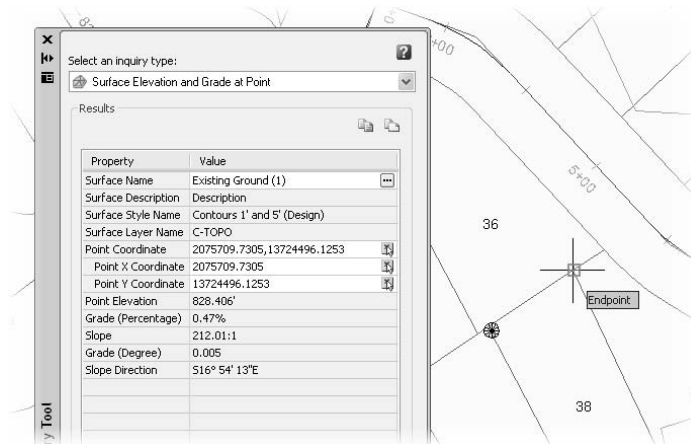 Select an inquiry type:
Surface Elevation and Grade at Point
Results
Property Value
Surface Name Existing Ground (1)
Surface Description Description
Surface Style Name Contours 1' and 5' (Design)
Surface Layer Name C-TOPO
Point Coordinate 2075709.7305,13724496.1253
Point X Coordinate 2075709.7305
Point Y Coordinate 13724496.1253
Point Elevation 828.406'
Grade (Percentage) 0.47%
Slope 212.01:1
Grade (Degree) 0.005
Slope Direction S16° 54' 13"E
ry Tool
+00
5+00
36
Endpoint
38